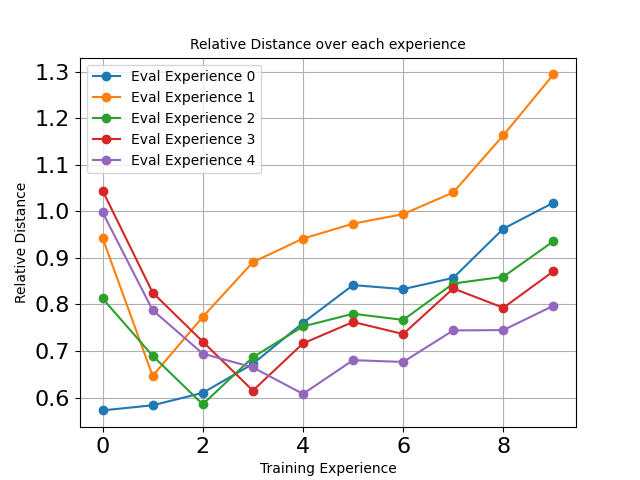 Relative Distance over each experience
Eval Experience 0
Eval Experience 1
Eval Experience 2
Eval Experience 3
Eval Experience 4
1.3
1.2
1.1
1.0
0.9
0.8
0.7
0.6
Relative Distance
0 2 4 6 8
Training Experience